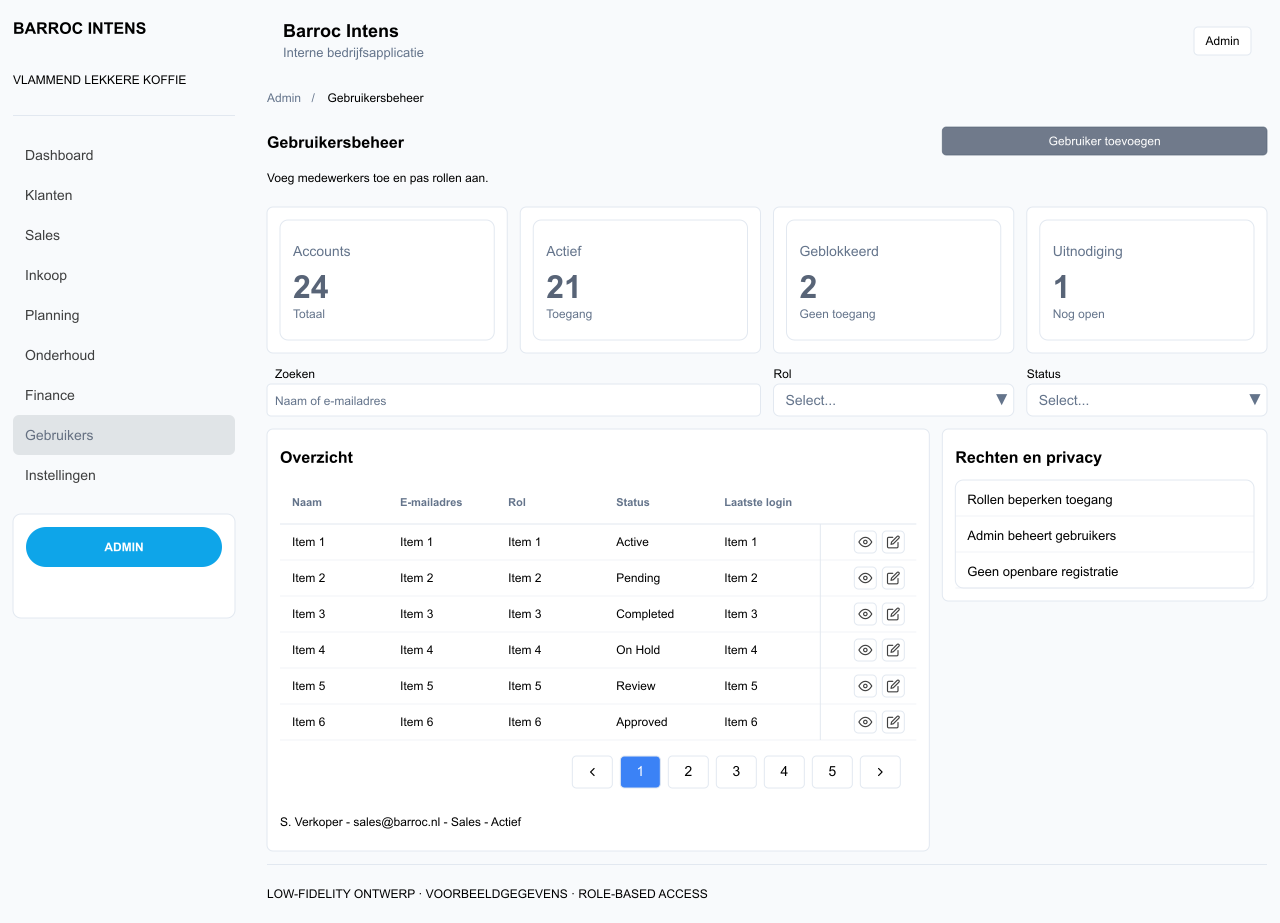 BARROC INTENS
VLAMMEND LEKKERE KOFFIE
Dashboard
Klanten
Sales
Inkoop
Planning
Onderhoud
Finance
Gebruikers
Instellingen
ADMIN
Barroc Intens
Interne bedrijfsapplicatie
Admin
Admin / Gebruikersbeheer
Gebruikersbeheer
Gebruiker toevoegen
Voeg medewerkers toe en pas rollen aan.
Accounts
24
Totaal
Actief
21
Toegang
Geblokkeerd
2
Geen toegang
Uitnodiging
1
Nog open
Zoeken
Naam of e-mailadres
Rol
Select...
Status
Select...
Overzicht
Naam E-mailadres Rol Status Laatste login
Item 1 Item 1 Item 1 Active Item 1
Item 2 Item 2 Item 2 Pending Item 2
Item 3 Item 3 Item 3 Completed Item 3
Item 4 Item 4 Item 4 On Hold Item 4
Item 5 Item 5 Item 5 Review Item 5
Item 6 Item 6 Item 6 Approved Item 6
1 2 3 4 5
S. Verkoper - sales@barroc.nl - Sales - Actief
Rechten en privacy
Rollen beperken toegang
Admin beheert gebruikers
Geen openbare registratie
LOW-FIDELITY ONTWERP · VOORBEELDGEGEVENS · ROLE-BASED ACCESS